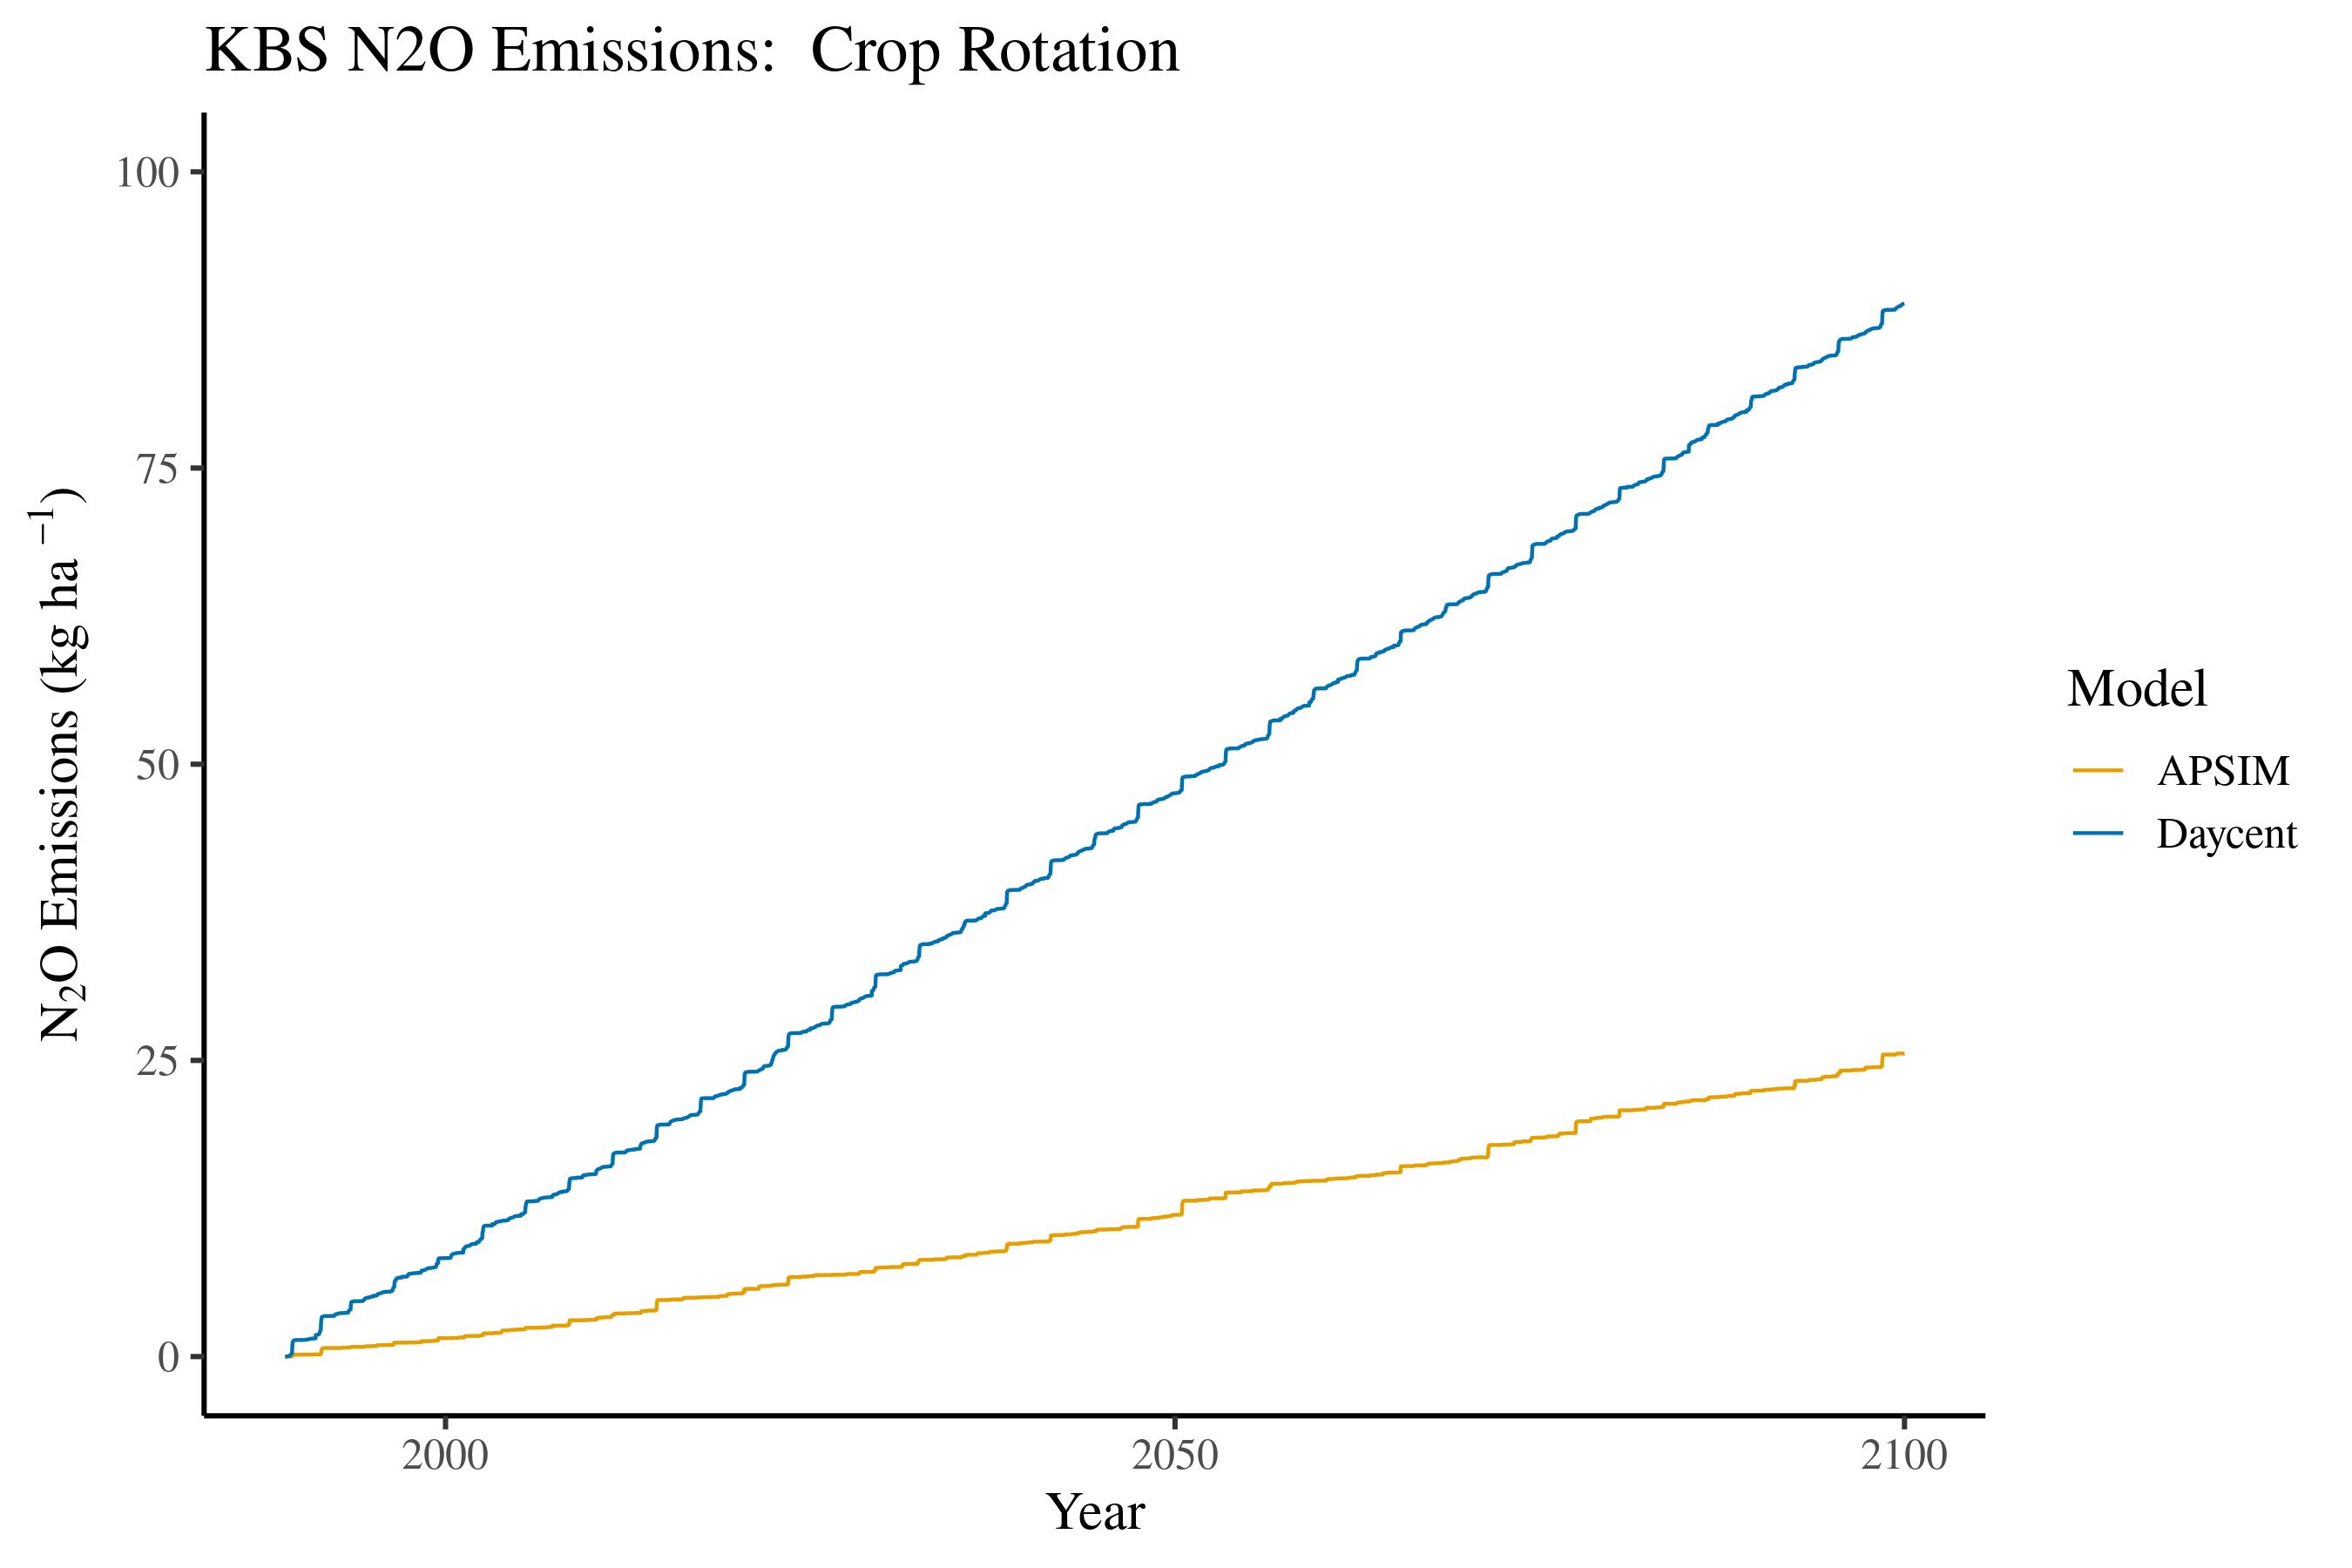 KBS N2O Emissions:  Crop Rotation
100
75
50
25
0
N₂O Emissions (kg ha ⁻¹)
2000
2050
2100
Year
Model
APSIM
Daycent